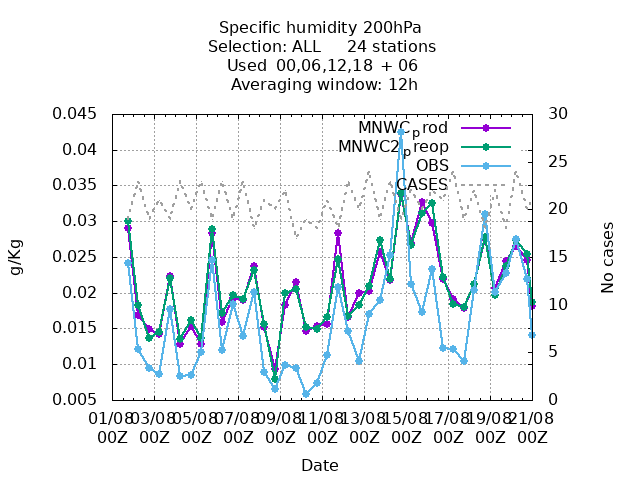 Specific humidity 200hPa
Selection: ALL     24 stations
Used  00,06,12,18  + 06
Averaging window: 12h
MNWC_prod
MNWC2_preop
OBS
CASES
0.045
0.04
0.035
0.03
0.025
0.02
0.015
0.01
0.005
30
25
20
15
10
5
0
g/Kg
No cases
01/08 03/08 05/08 07/08 09/08 11/08 13/08 15/08 17/08 19/08 21/08
00Z 00Z 00Z 00Z 00Z 00Z 00Z 00Z 00Z 00Z 00Z
Date